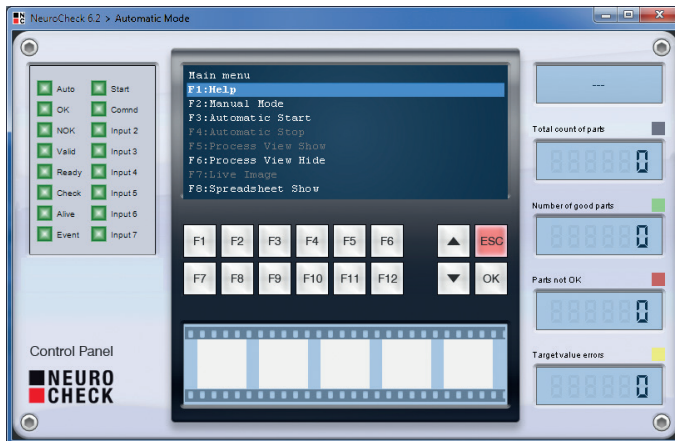 NeuroCheck 6.2 > Automatic Mode
Auto Start
OK Comnd
NOK Input 2
Valid Input 3
Ready Input 4
Check Input 5
Alive Input 6
Event Input 7
Control Panel
NEURO
CHECK
Main menu
F1:Help
F2:Manual Mode
F3:Automatic Start
F4:Automatic Stop
F5:Process View Show
F6:Process View Hide
F7:Live Image
F8:Spreadsheet Show
F1 F2 F3 F4 F5 F6 ESC
F7 F8 F9 F10 F11 F12 OK
---
Total count of parts
0
Number of good parts
0
Parts not OK
0
Target value errors
0